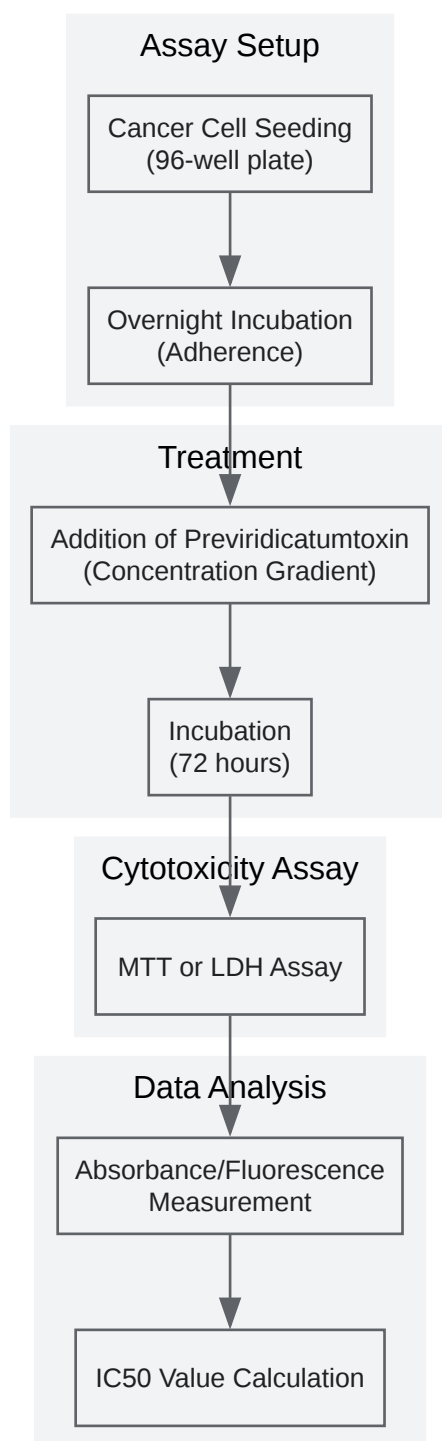 Assay Setup
Cancer Cell Seeding
(96-well plate)
Overnight Incubation
(Adherence)
Treatment
Addition of Previridicatumtoxin
(Concentration Gradient)
Incubation
(72 hours)
Cytotoxicity Assay
MTT or LDH Assay
Data Analysis
Absorbance/Fluorescence
Measurement
IC50 Value Calculation